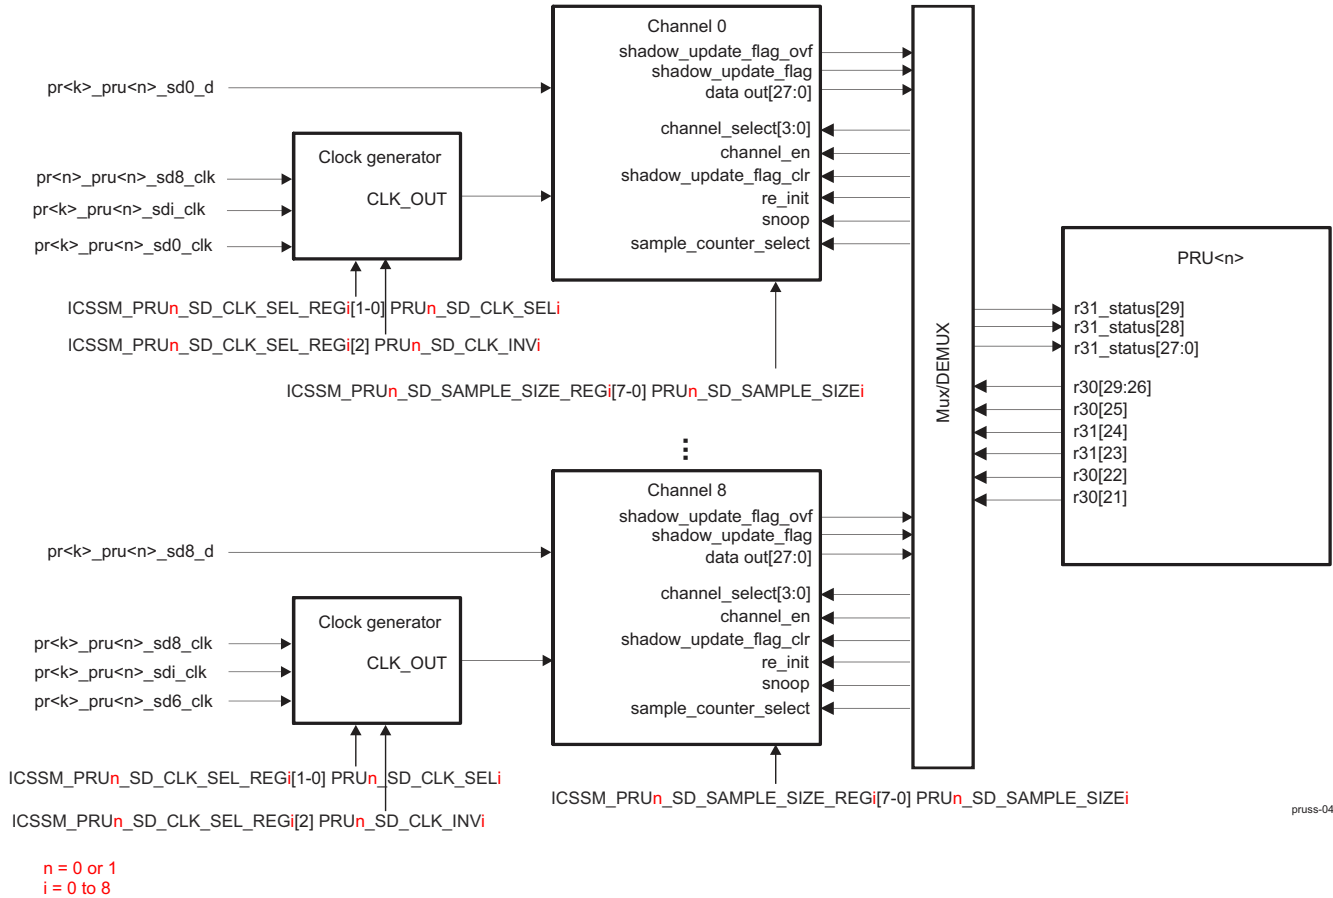 Channel 0
shadow_update_flag_ovf
shadow_update_flag
data out[27:0]
channel_select[3:0]
channel_en
shadow_update_flag_clr
re_init
snoop
sample_counter_select
pr<k>_pru<n>_sd0_d
Clock generator
CLK_OUT
pr<n>_pru<n>_sd8_clk
pr<k>_pru<n>_sdi_clk
pr<k>_pru<n>_sd0_clk
ICSSM_PRUn_SD_CLK_SEL_REGi[1-0] PRUn_SD_CLK_SELi
ICSSM_PRUn_SD_CLK_SEL_REGi[2] PRUn_SD_CLK_INVi
ICSSM_PRUn_SD_SAMPLE_SIZE_REGi[7-0] PRUn_SD_SAMPLE_SIZEi
Mux/DEMUX
PRU<n>
r31_status[29]
r31_status[28]
r31_status[27:0]
r30[29:26]
r30[25]
r31[24]
r31[23]
r30[22]
r30[21]
⋮
Channel 8
shadow_update_flag_ovf
shadow_update_flag
data out[27:0]
channel_select[3:0]
channel_en
shadow_update_flag_clr
re_init
snoop
sample_counter_select
pr<k>_pru<n>_sd8_d
Clock generator
CLK_OUT
pr<k>_pru<n>_sd8_clk
pr<k>_pru<n>_sdi_clk
pr<k>_pru<n>_sd6_clk
ICSSM_PRUn_SD_CLK_SEL_REGi[1-0] PRUn_SD_CLK_SELi
ICSSM_PRUn_SD_CLK_SEL_REGi[2] PRUn_SD_CLK_INVi
ICSSM_PRUn_SD_SAMPLE_SIZE_REGi[7-0] PRUn_SD_SAMPLE_SIZEi
pruss-04
n = 0 or 1
i = 0 to 8